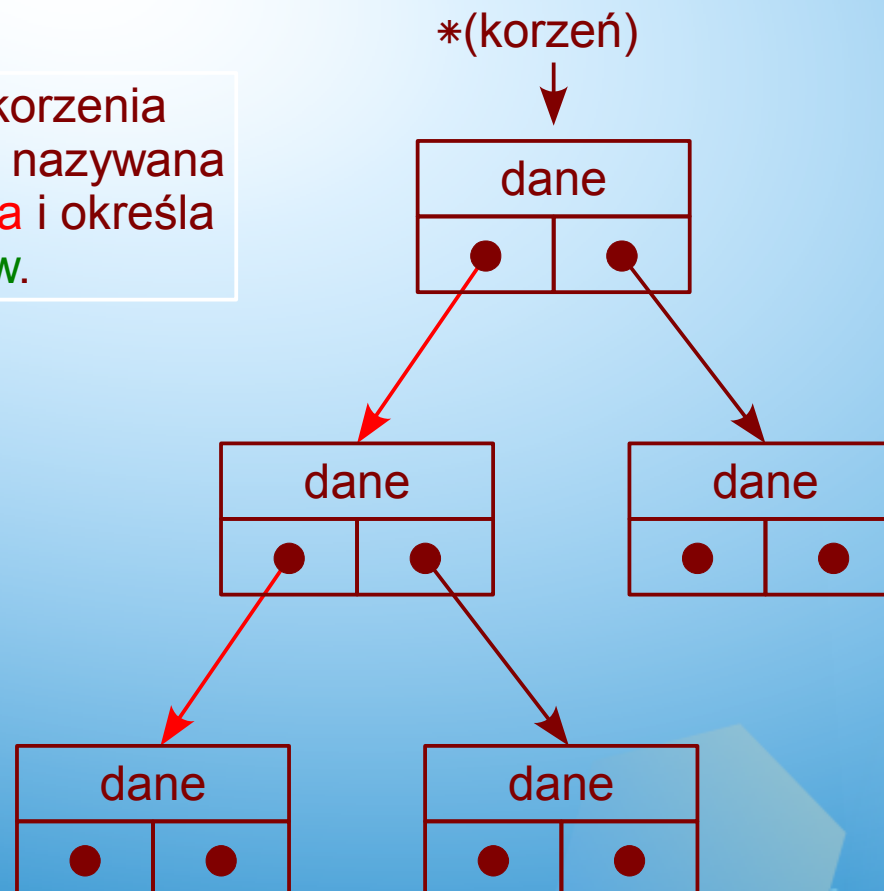 *(korzeń)
korzenia
nazywana
a i określa
w.
dane
dane
dane
dane
dane